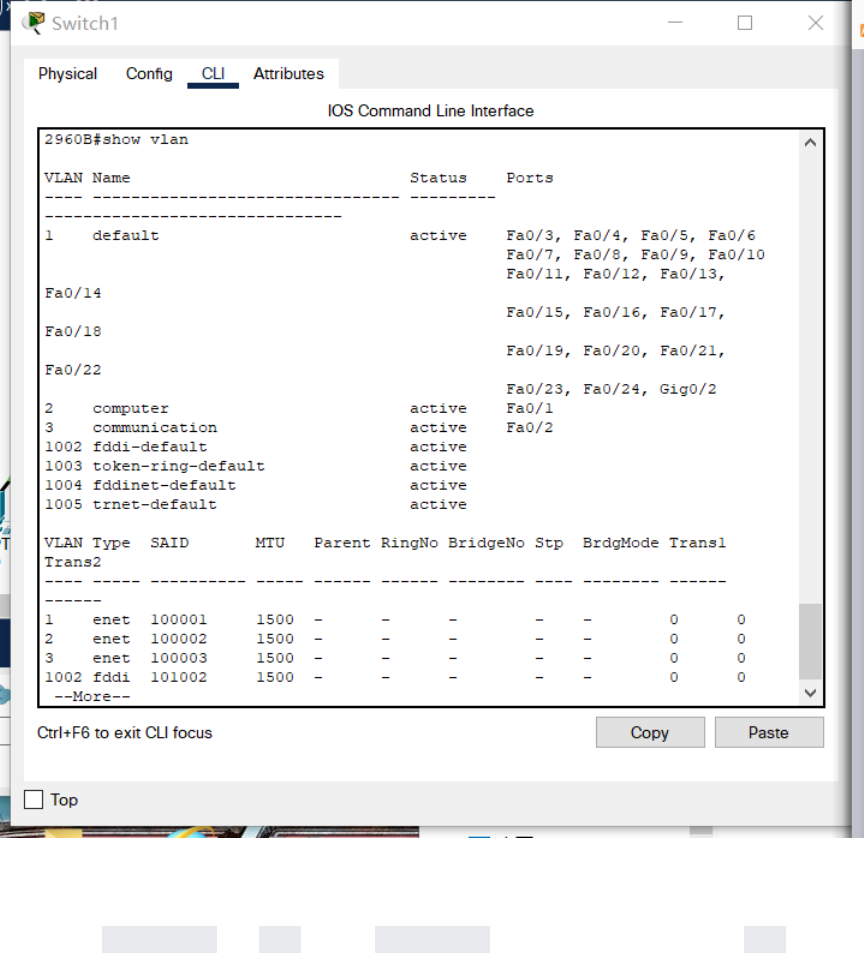 Switch1
Physical Config CLI Attributes
IOS Command Line Interface
2960B#show vlan
VLAN Name                             Status    Ports
---- -------------------------------- ---------
-------------------------------
1    default                          active    Fa0/3, Fa0/4, Fa0/5, Fa0/6
                                                Fa0/7, Fa0/8, Fa0/9, Fa0/10
                                                Fa0/11, Fa0/12, Fa0/13,
Fa0/14
                                                Fa0/15, Fa0/16, Fa0/17,
Fa0/18
                                                Fa0/19, Fa0/20, Fa0/21,
Fa0/22
                                                Fa0/23, Fa0/24, Gig0/2
2    computer                         active    Fa0/1
3    communication                    active    Fa0/2
1002 fddi-default                     active
1003 token-ring-default               active
1004 fddinet-default                  active
1005 trnet-default                    active
VLAN Type  SAID       MTU   Parent RingNo BridgeNo Stp  BrdgMode Trans1
Trans2
---- ----- ---------- ----- ------ ------ -------- ---- -------- ------
------
1    enet  100001     1500  -      -      -        -    -        0      0
2    enet  100002     1500  -      -      -        -    -        0      0
3    enet  100003     1500  -      -      -        -    -        0      0
1002 fddi  101002     1500  -      -      -        -    -        0      0
 --More--
Ctrl+F6 to exit CLI focus
Copy
Paste
Top